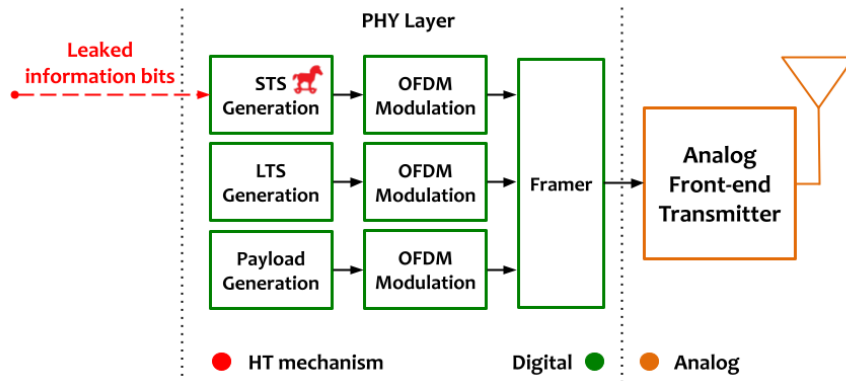 PHY Layer
Leaked
information bits
STS
Generation
OFDM
Modulation
LTS
Generation
OFDM
Modulation
Payload
Generation
OFDM
Modulation
Framer
Analog
Front-end
Transmitter
HT mechanism
Digital
Analog